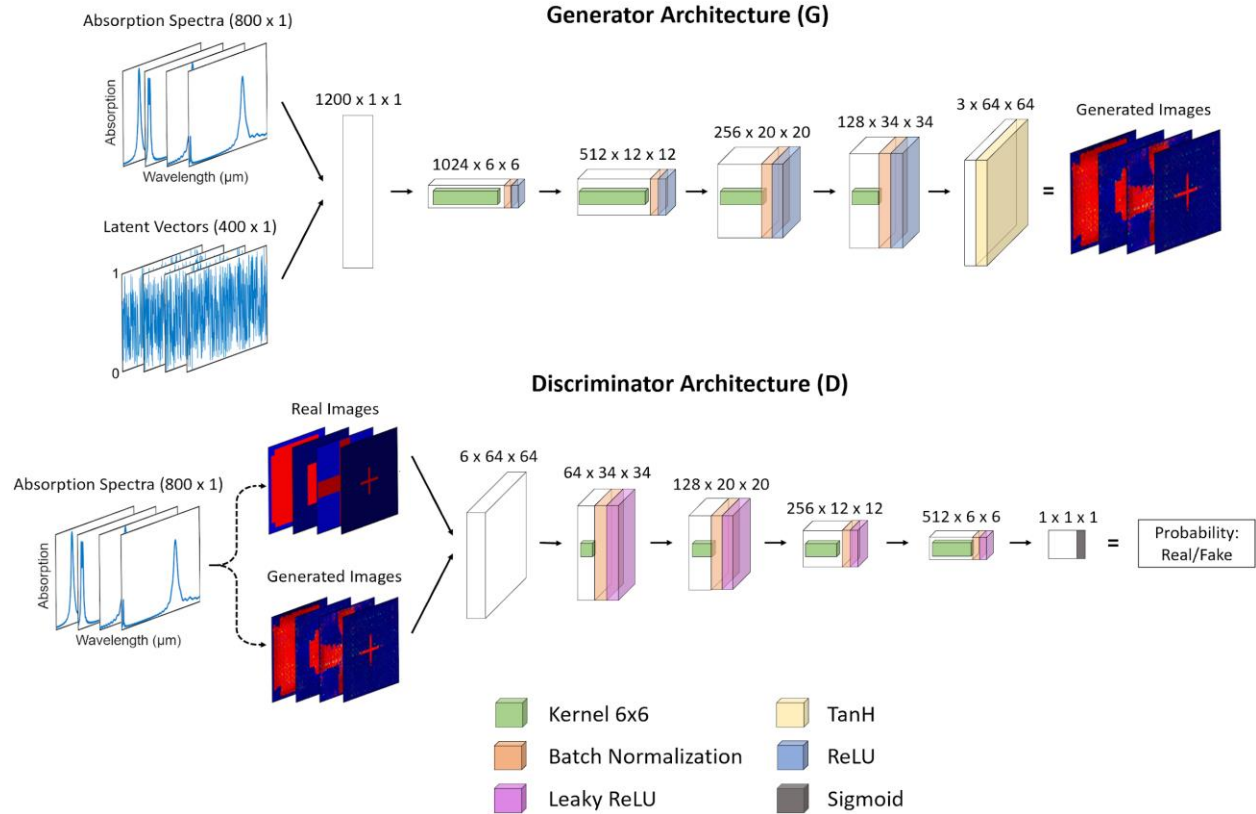 Generator Architecture (G)
Absorption Spectra (800 x 1)
Absorption
Wavelength (µm)
Latent Vectors (400 x 1)
1
0
1200 x 1 x 1
1024 x 6 x 6
512 x 12 x 12
256 x 20 x 20
128 x 34 x 34
3 x 64 x 64
=
Generated Images
Discriminator Architecture (D)
Absorption Spectra (800 x 1)
Absorption
Wavelength (µm)
Real Images
Generated Images
6 x 64 x 64
64 x 34 x 34
128 x 20 x 20
256 x 12 x 12
512 x 6 x 6
1 x 1 x 1
=
Probability:
Real/Fake
Kernel 6x6
Batch Normalization
Leaky ReLU
TanH
ReLU
Sigmoid